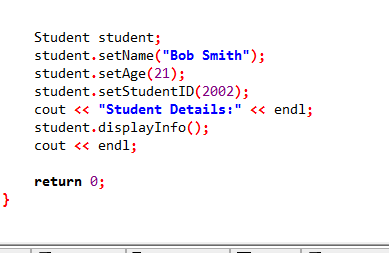 Student student;
student.setName("Bob Smith");
student.setAge(21);
student.setStudentID(2002);
cout << "Student Details:" << endl;
student.displayInfo();
cout << endl;
return 0;
}